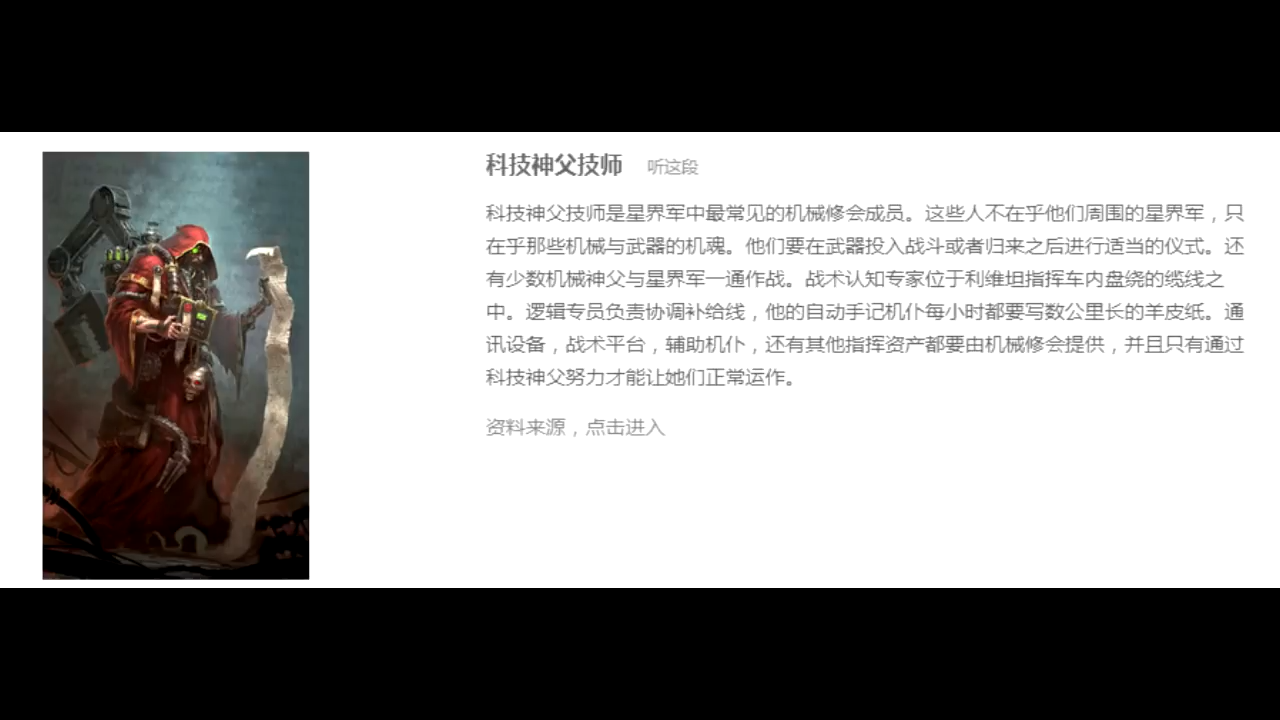 科技神父技师 听这段
科技神父技师是星界军中最常见的机械修会成员。这些人不在乎他们周围的星界军，只
在乎那些机械与武器的机魂。他们要在武器投入战斗或者归来之后进行适当的仪式。还
有少数机械神父与星界军一通作战。战术认知专家位于利维坦指挥车内盘绕的缆线之
中。逻辑专员负责协调补给线，他的自动手记机仆每小时都要写数公里长的羊皮纸。通
讯设备，战术平台，辅助机仆，还有其他指挥资产都要由机械修会提供，并且只有通过
科技神父努力才能让她们正常运作。
资料来源，点击进入